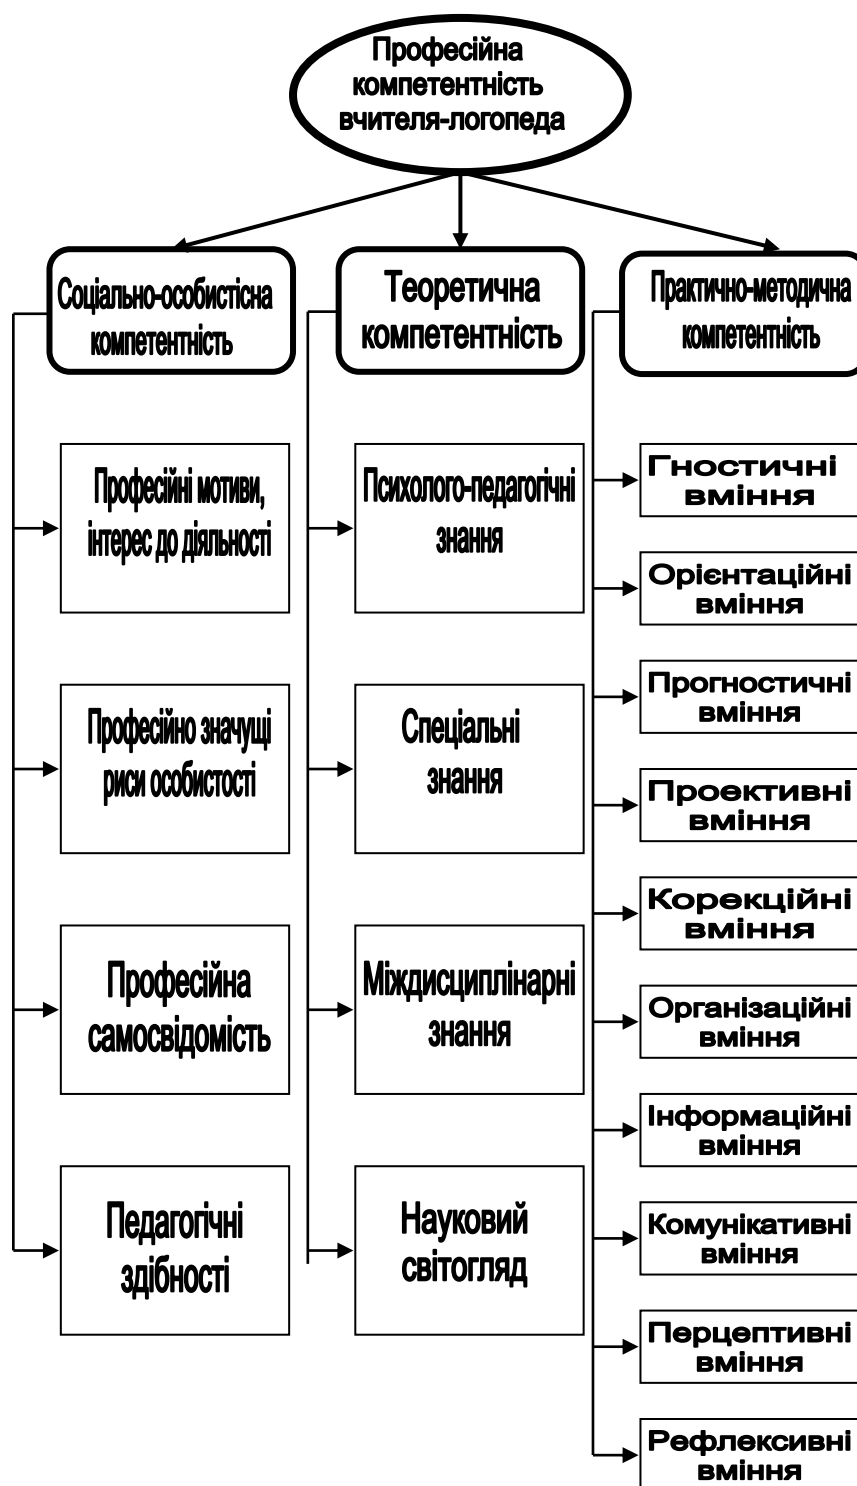 Професійна
компетентність
вчителя-логопеда
Соціально-особистісна
компетентність
Теоретична
компетентність
Практично-методична
компетентність
Професійні мотиви,
інтерес до діяльності
Професійно значущі
риси особистості
Професійна
самосвідомість
Педагогічні
здібності
Психолого-педагогічні
знання
Спеціальні
знання
Міждисциплінарні
знання
Науковий
світогляд
Гностичні
вміння
Орієнтаційні
вміння
Прогностичні
вміння
Проективні
вміння
Корекційні
вміння
Організаційні
вміння
Інформаційні
вміння
Комунікативні
вміння
Перцептивні
вміння
Рефлексивні
вміння